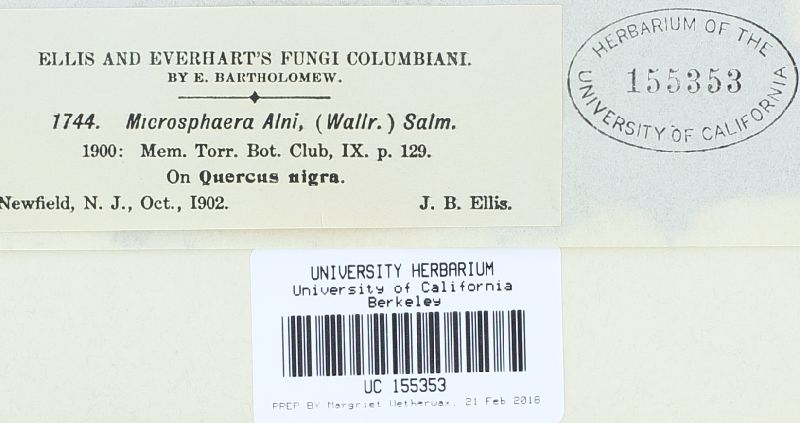 ELLIS AND EVERHART'S FUNGI COLUMBIANI.
BY E. BARTHOLOMEW.
1744. Microsphaera Alni, (Wallr.) Salm.
1900: Mem. Torr. Bot. Club, IX. p. 129.
On Quercus nigra.
Newfield, N. J., Oct., 1902. J. B. Ellis.
HERBARIUM OF THE
155353
UNIVERSITY OF CALIFORNIA
UNIVERSITY HERBARIUM
University of California
Berkeley
UC 155353
PREP BY Margriet Wetherwax, 21 Feb 2018